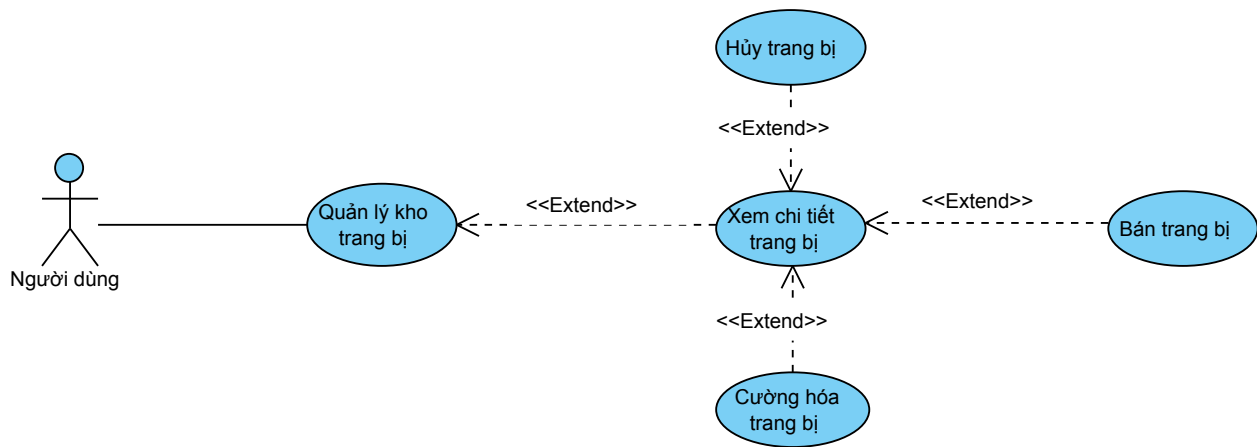 Hủy trang bị
<<Extend>>
Người dùng
Quản lý kho
trang bị
<<Extend>>
Xem chi tiết
trang bị
<<Extend>>
Bán trang bị
<<Extend>>
Cường hóa
trang bị